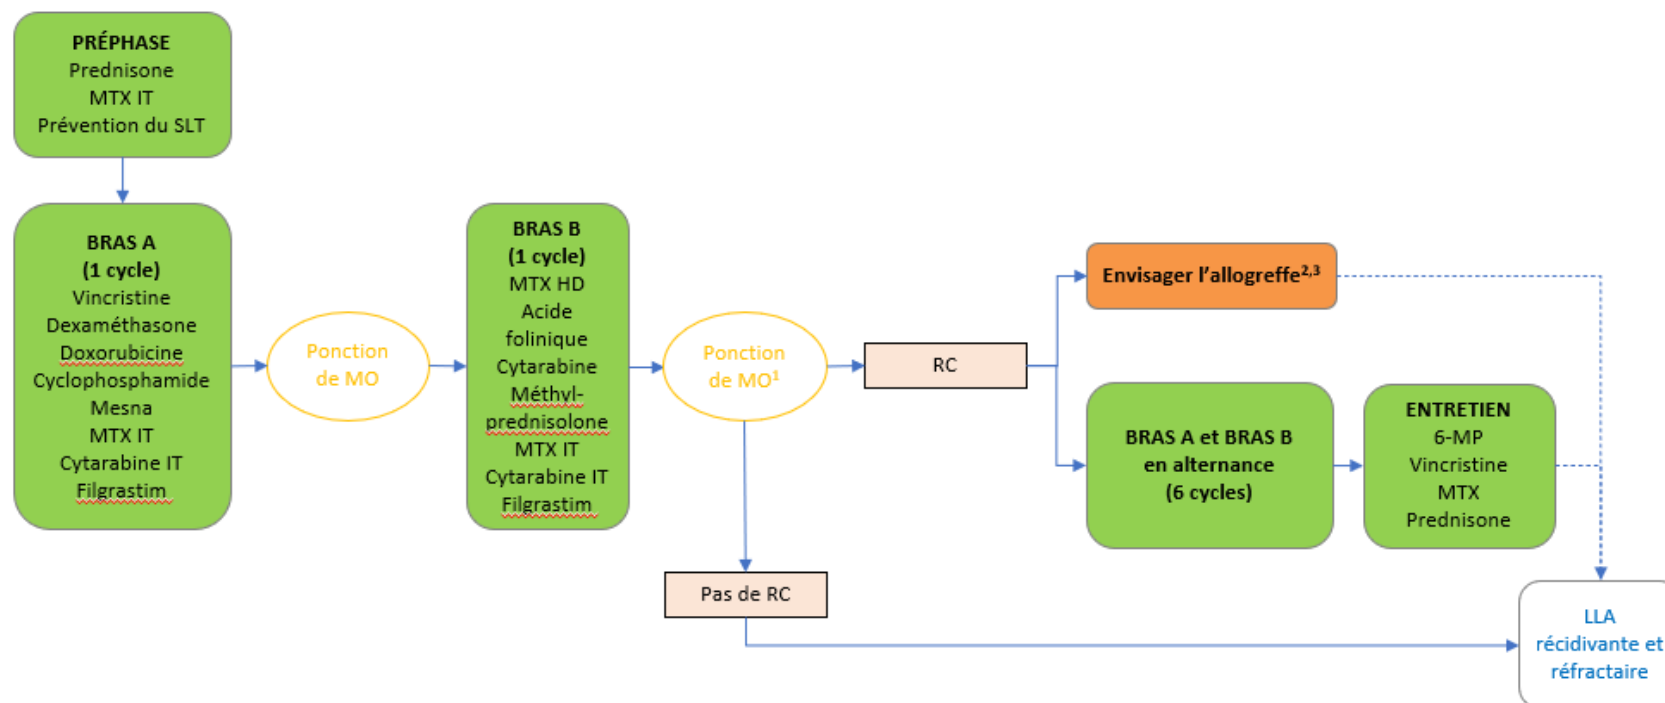 PRÉPHASE
Prednisone
MTX IT
Prévention du SLT
BRAS A
(1 cycle)
Vincristine
Dexaméthasone
Doxorubicine
Cyclophosphamide
Mesna
MTX IT
Cytarabine IT
Filgrastim
Ponction
de MO
BRAS B
(1 cycle)
MTX HD
Acide
folinique
Cytarabine
Méthyl-
prednisolone
MTX IT
Cytarabine IT
Filgrastim
Ponction
de MO¹
RC
Pas de RC
Envisager l’allogreffe²,³
BRAS A et BRAS B
en alternance
(6 cycles)
ENTRETIEN
6-MP
Vincristine
MTX
Prednisone
LLA
récidivante et
réfractaire